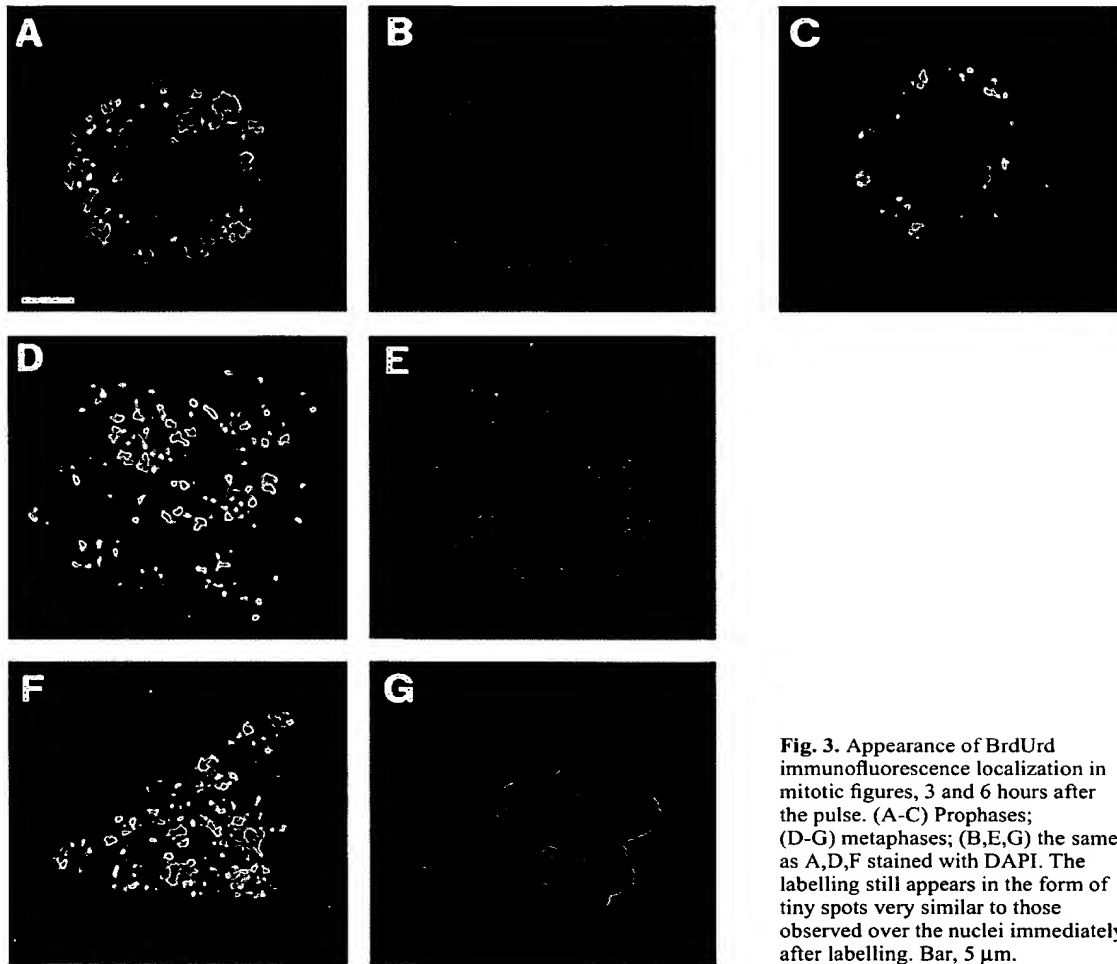 A
B
C
D
E
F
G
Fig. 3. Appearance of BrdUrd
immunofluorescence localization in
mitotic figures, 3 and 6 hours after
the pulse. (A-C) Prophases;
(D-G) metaphases; (B,E,G) the same
as A,D,F stained with DAPI. The
labelling still appears in the form of
tiny spots very similar to those
observed over the nuclei immediately
after labelling. Bar, 5 μm.